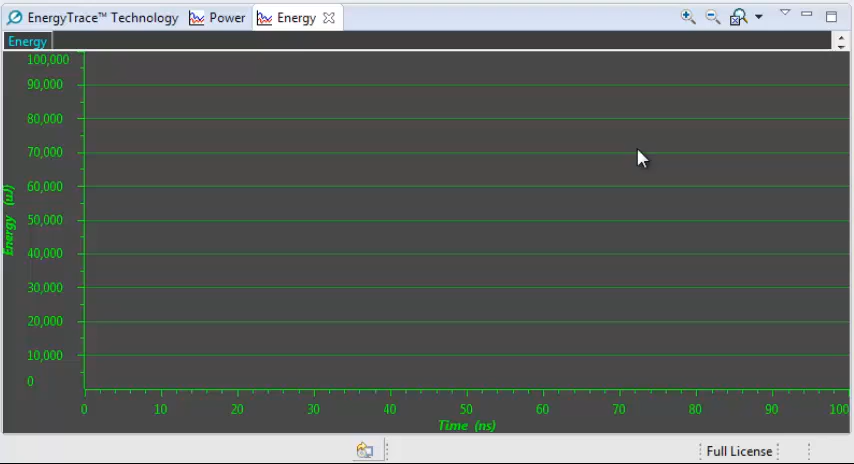 EnergyTrace™ Technology Power Energy
Energy
100,000
90,000
80,000
70,000
60,000
50,000
40,000
30,000
20,000
10,000
0
Energy (uJ)
0 10 20 30 40 50 60 70 80 90 100
Time (ns)
Full License